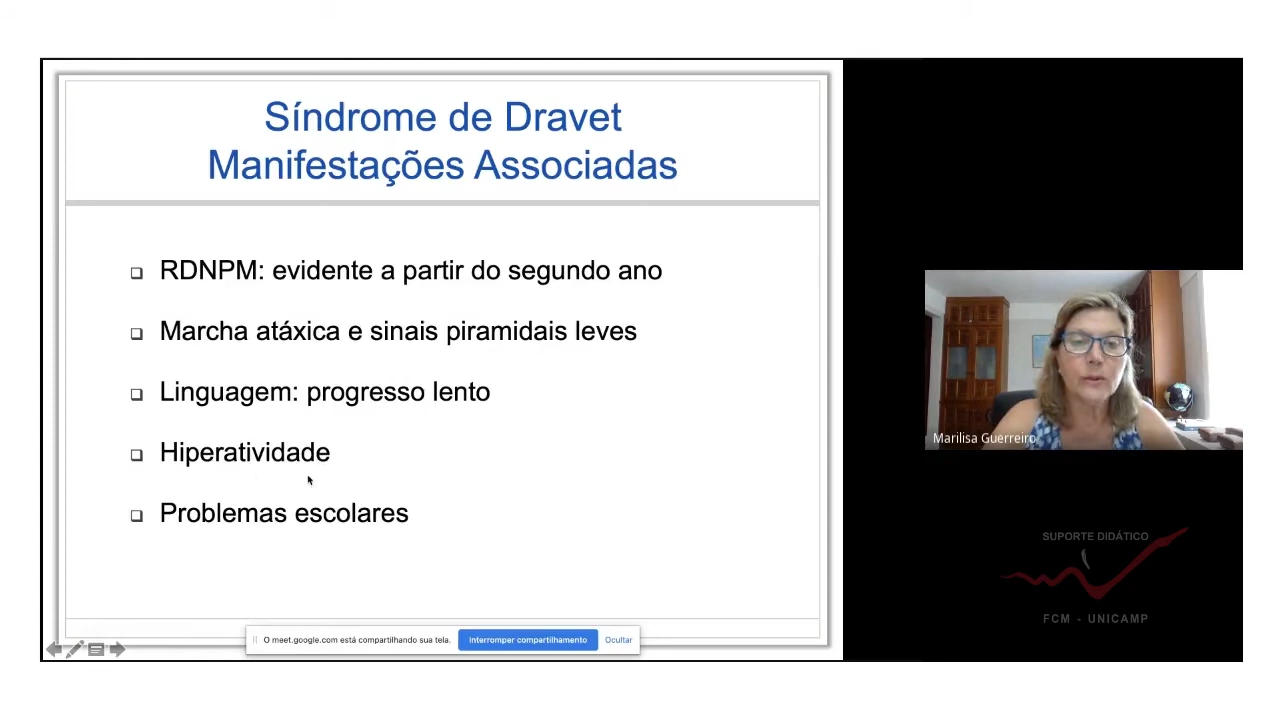 Síndrome de Dravet
Manifestações Associadas
RDNPM: evidente a partir do segundo ano
Marcha atáxica e sinais piramidais leves
Linguagem: progresso lento
Hiperatividade
Problemas escolares
O meet.google.com está compartilhando sua tela.
Interromper compartilhamento
Ocultar
Marilisa Guerreiro
SUPORTE DIDÁTICO
FCM - UNICAMP